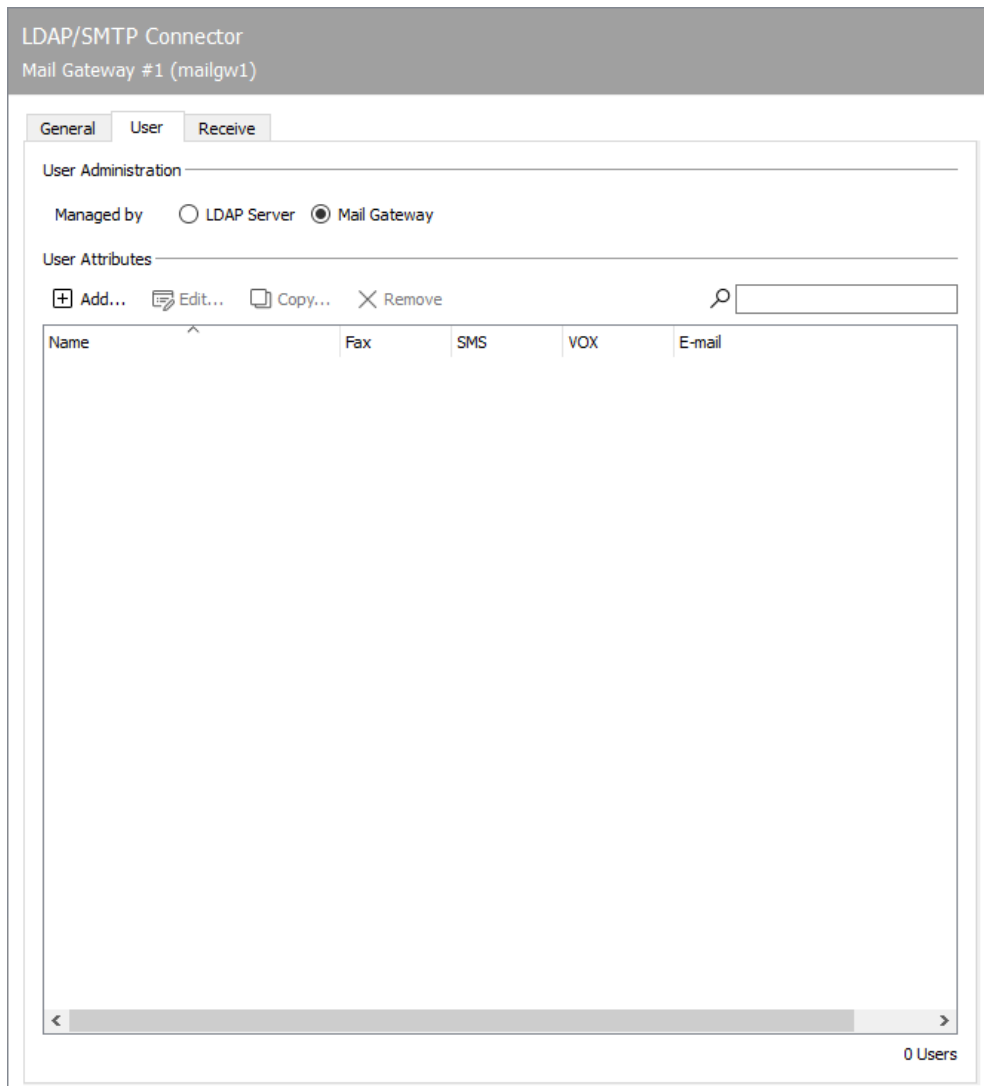 LDAP/SMTP Connector
Mail Gateway #1 (mailgw1)
General User Receive
User Administration
Managed by LDAP Server Mail Gateway
User Attributes
Add... Edit... Copy... Remove
Name Fax SMS VOX E-mail
0 Users